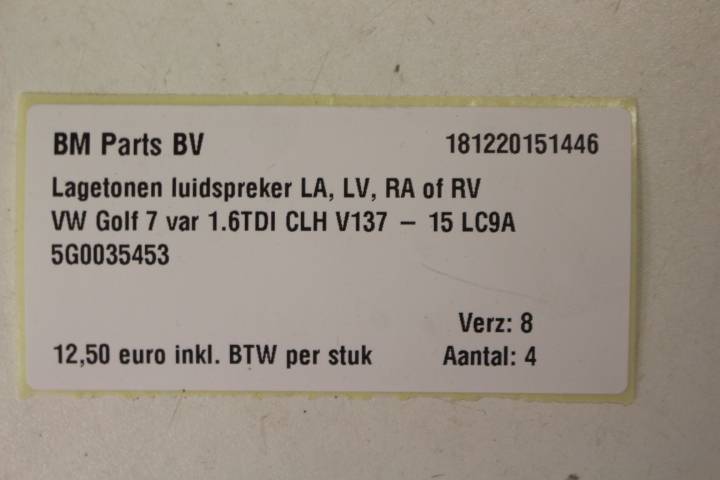 BM Parts BV 181220151446
Lagetonen luidspreker LA, LV, RA of RV
VW Golf 7 var 1.6TDI CLH V137 – 15 LC9A
5G0035453
Verz: 8
12,50 euro inkl. BTW per stuk Aantal: 4